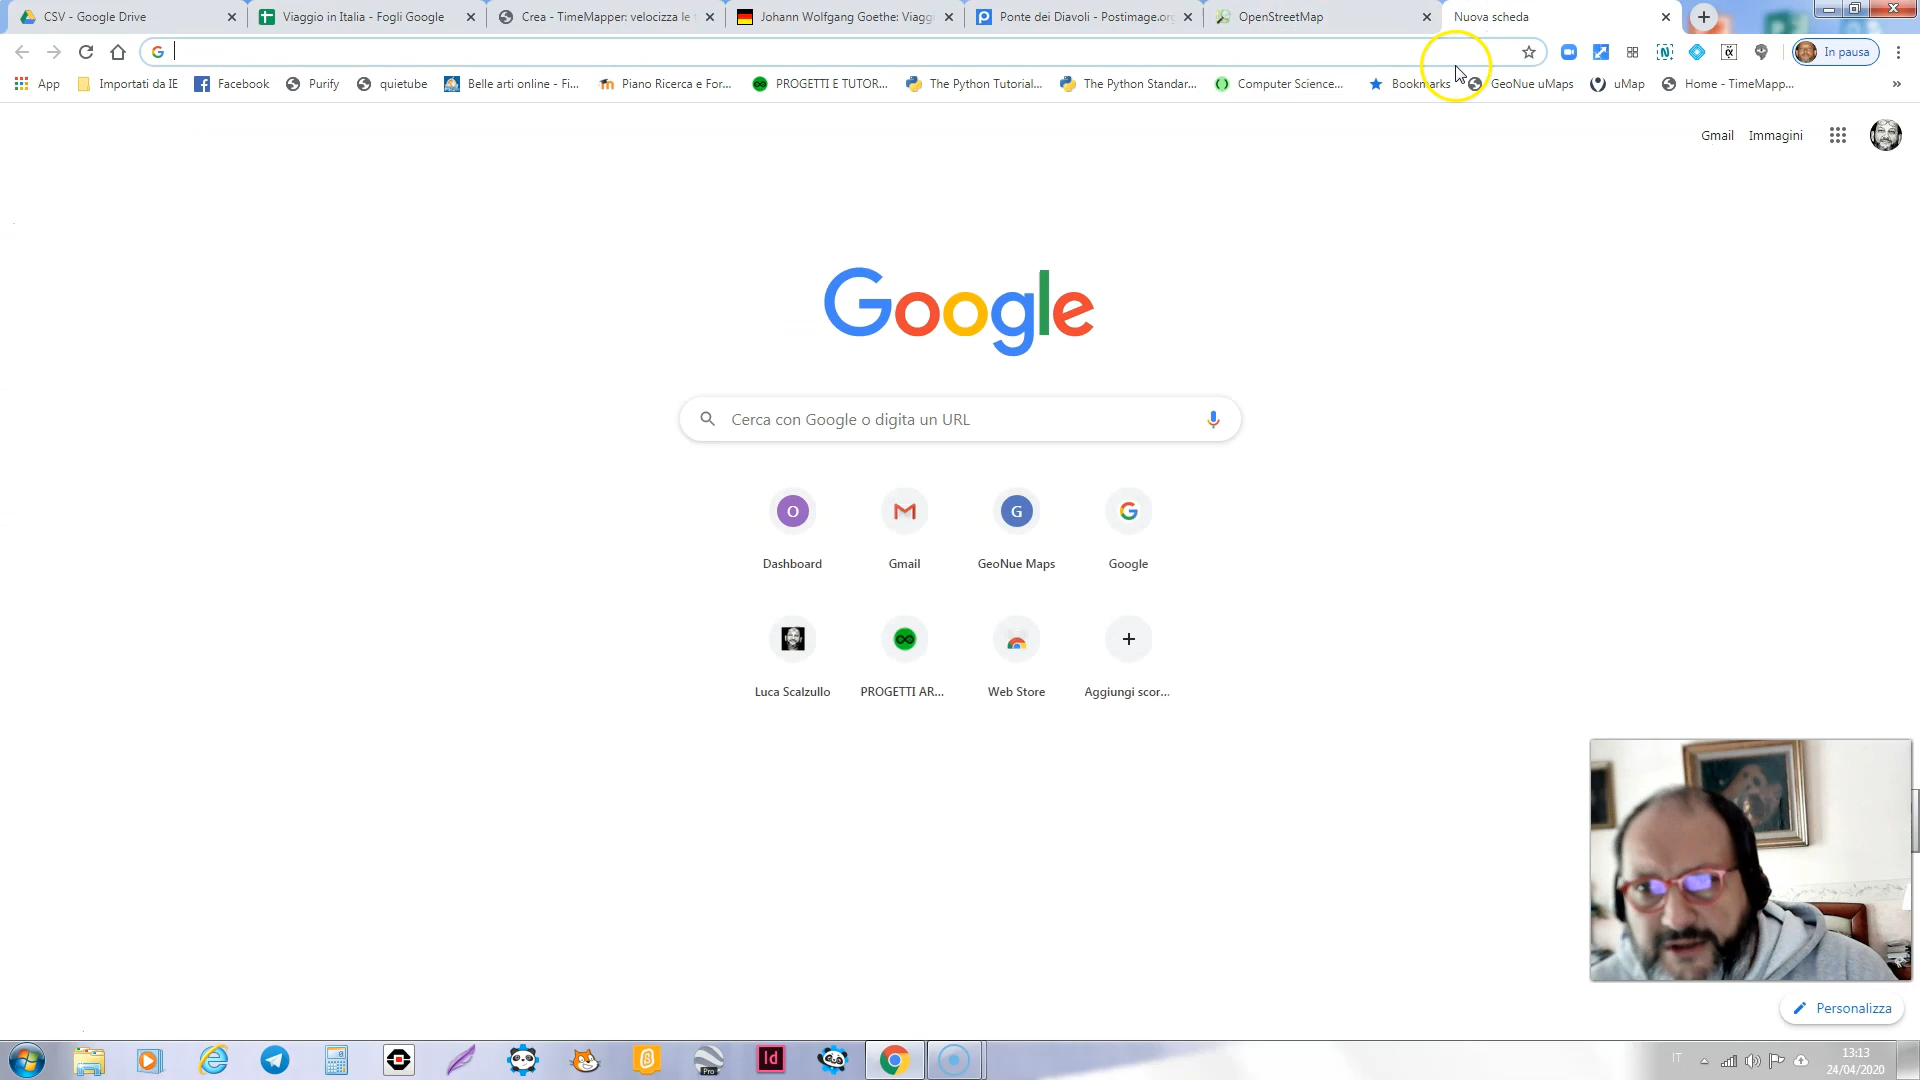 CSV - Google Drive
Viaggio in Italia - Fogli Google
Crea - TimeMapper: velocizza le t
Johann Wolfgang Goethe: Viagg
Ponte dei Diavoli - Postimage.org
OpenStreetMap
Nuova scheda
In pausa
App
Importati da IE
Facebook
Purify
quietube
Belle arti online - Fi...
Piano Ricerca e For...
PROGETTI E TUTOR...
The Python Tutorial...
The Python Standar...
Computer Science...
Bookmarks
GeoNue uMaps
uMap
Home - TimeMapp...
»
Gmail
Immagini
Google
Cerca con Google o digita un URL
O
G
Dashboard
Gmail
GeoNue Maps
Google
Luca Scalzullo
PROGETTI AR...
Web Store
Aggiungi scor...
Personalizza
Pro
Id
IT
13:13
24/04/2020